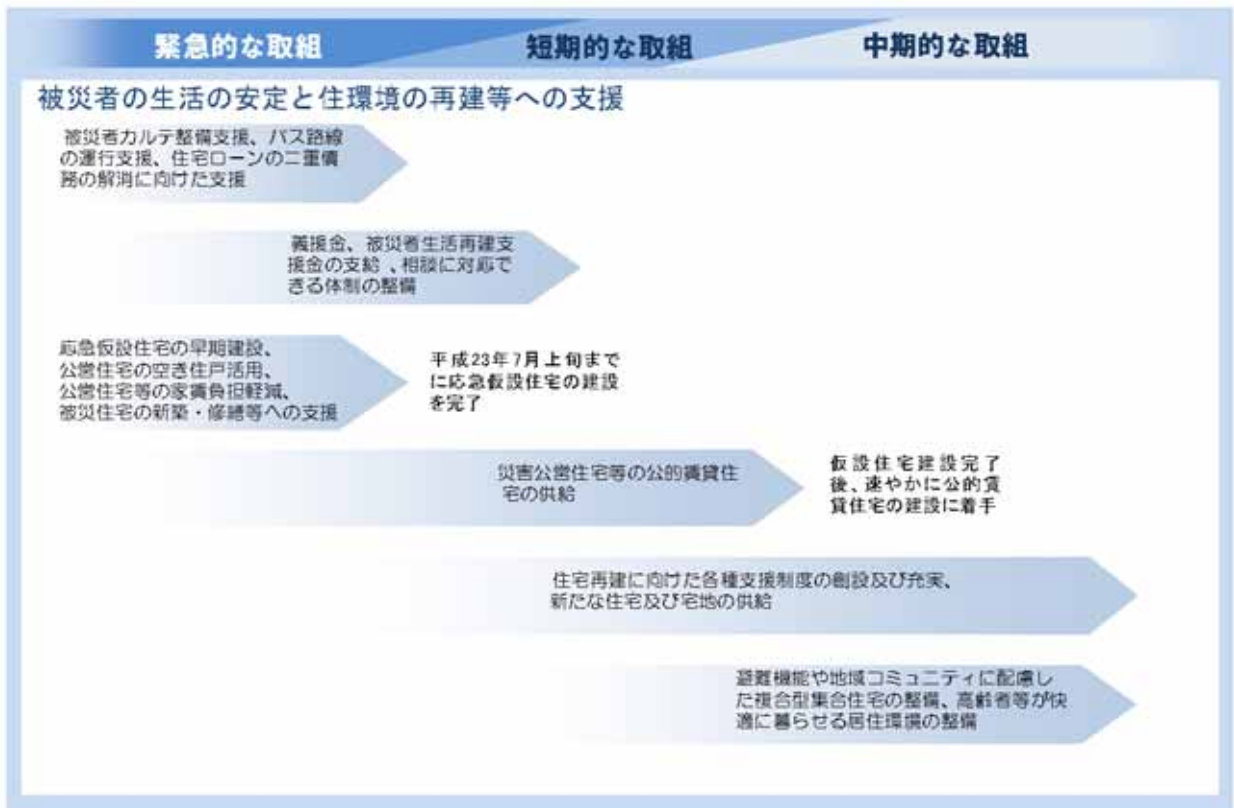 緊急的な取組
短期的な取組
中期的な取組
被災者の生活の安定と住環境の再建等への支援
被災者カルテ整備支援、バス路線
の運行支援、住宅ローンの二重債
務の解消に向けた支援
義援金、被災者生活再建支
援金の支給、相談に対応で
きる体制の整備
応急仮設住宅の早期建設、
公営住宅の空き住戸活用、
公営住宅等の家賃負担軽減、
被災住宅の新築・修繕等への支援
平成23年7月上旬まで
に応急仮設住宅の建設
を完了
災害公営住宅等の公的賃貸住
宅の供給
仮設住宅建設完了
後、速やかに公的賃
貸住宅の建設に着手
住宅再建に向けた各種支援制度の創設及び充実、
新たな住宅及び宅地の供給
避難機能や地域コミュニティに配慮し
た複合型集合住宅の整備、高齢者等が快
適に暮らせる居住環境の整備